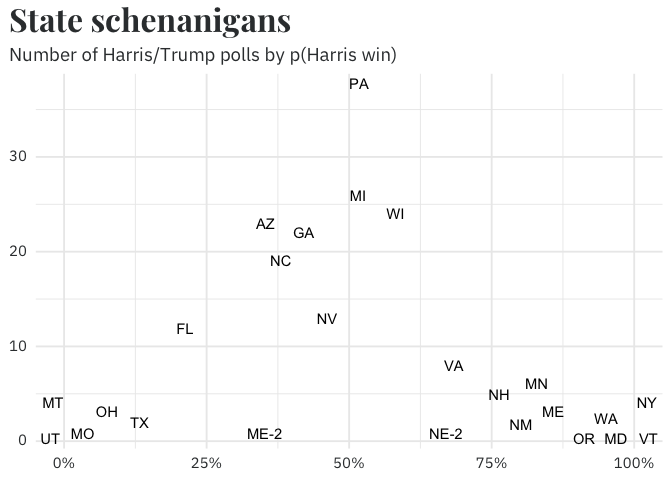 State schenanigans
Number of Harris/Trump polls by p(Harris win)
PA
30
MI
WI
AZ
GA
20
NC
NV
FL
10
VA
MN
NH
MT
NY
OH
ME
TX
WA
NM
UT
MO
ME-2
NE-2
OR
MD
VT
0
0%
25%
50%
75%
100%